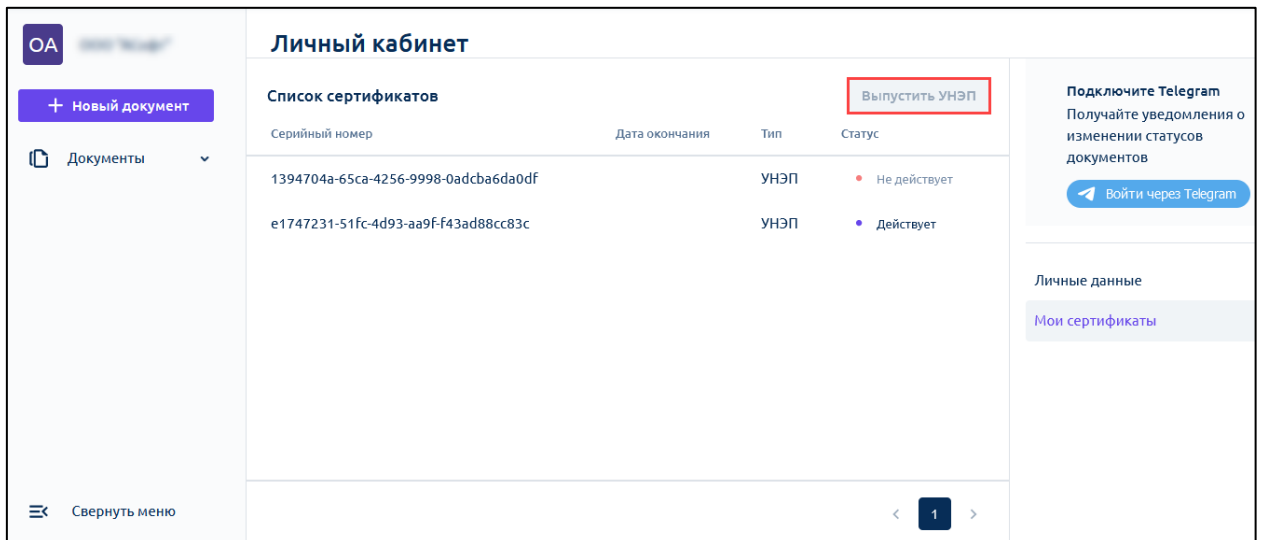 ОА
Личный кабинет
+ Новый документ
Документы
Список сертификатов
Выпустить УНЭП
Серийный номер Дата окончания Тип Статус
1394704a-65ca-4256-9998-0adcba6da0df УНЭП Не действует
e1747231-51fc-4d93-aa9f-f43ad88cc83c УНЭП Действует
Подключите Telegram
Получайте уведомления о
изменении статусов
документов
Войти через Telegram
Личные данные
Мои сертификаты
Свернуть меню
< 1 >